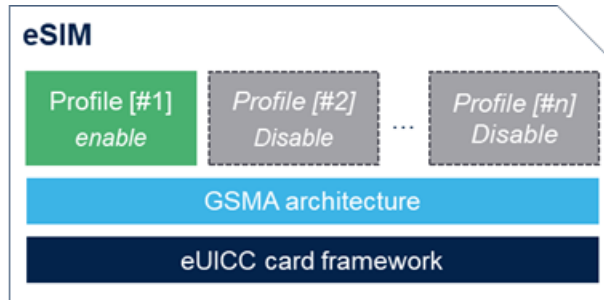 eSIM
Profile [#1]
enable
Profile [#2]
Disable
...
Profile [#n]
Disable
GSMA architecture
eUICC card framework